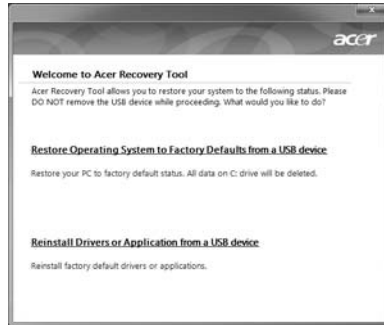 acer
Welcome to Acer Recovery Tool
Acer Recovery Tool allows you to restore your system to the following status. Please
DO NOT remove the USB device while proceeding. What would you like to do?
Restore Operating System to Factory Defaults from a USB device
Restore your PC to factory default status. All data on C: drive will be deleted.
Reinstall Drivers or Application from a USB device
Reinstall factory default drivers or applications.